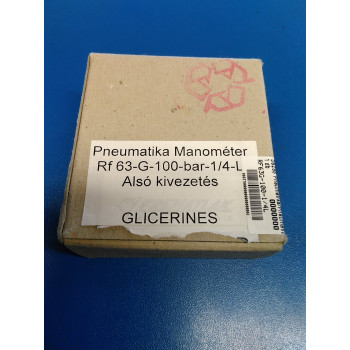 Pneumatika Manométer
Rf 63-G-100-bar-1/4-L
Alsó kivezetés
GLICERINES